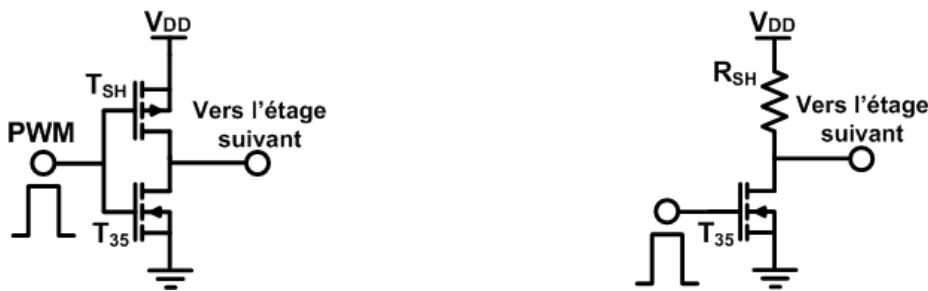 VDD
TSH
Vers l'étage
suivant
PWM
T35
VDD
RSH
Vers l'étage
suivant
T35